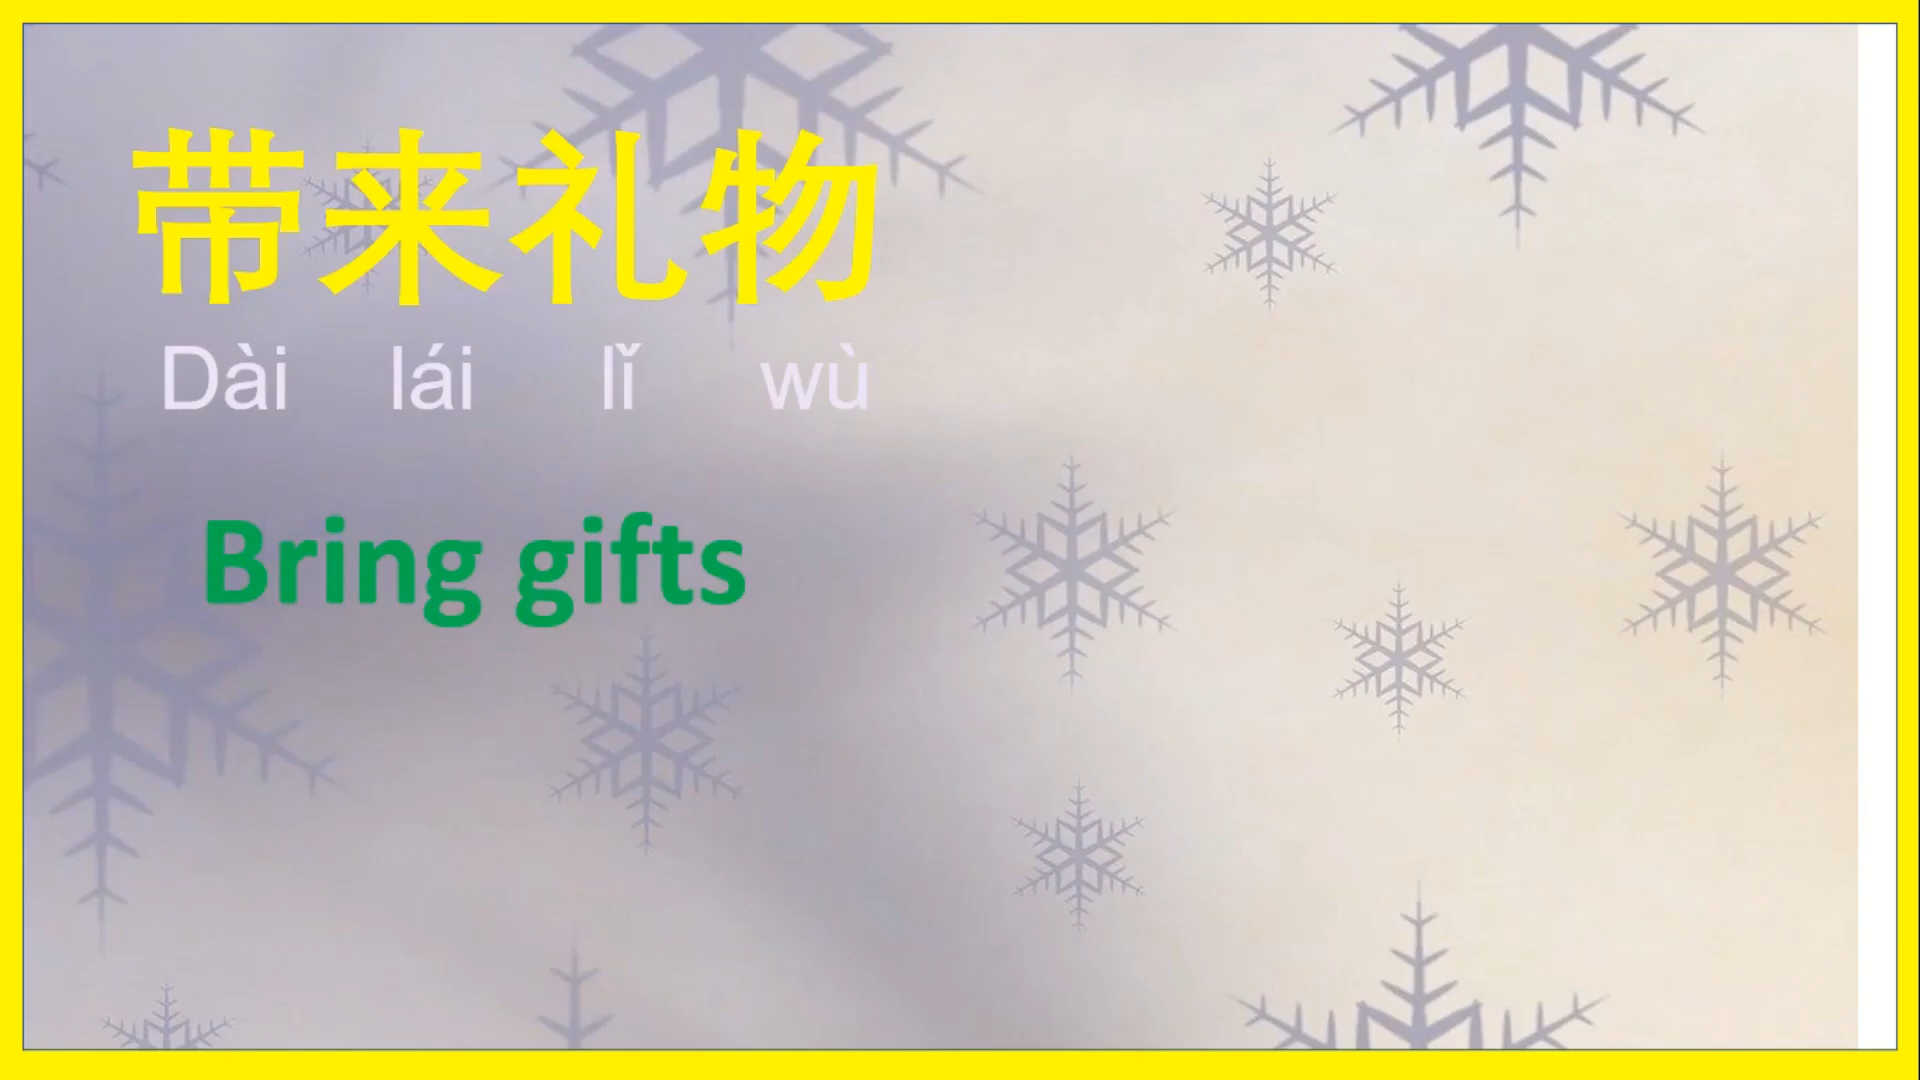 带来礼物
Dài lái lǐ wù
Bring gifts